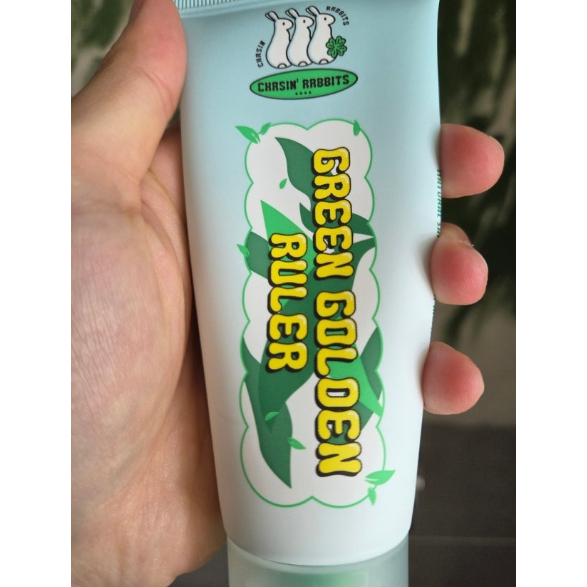 CHASIN' RABBITS
CHASIN' RABBITS
GREEN GOLDEN
RULER